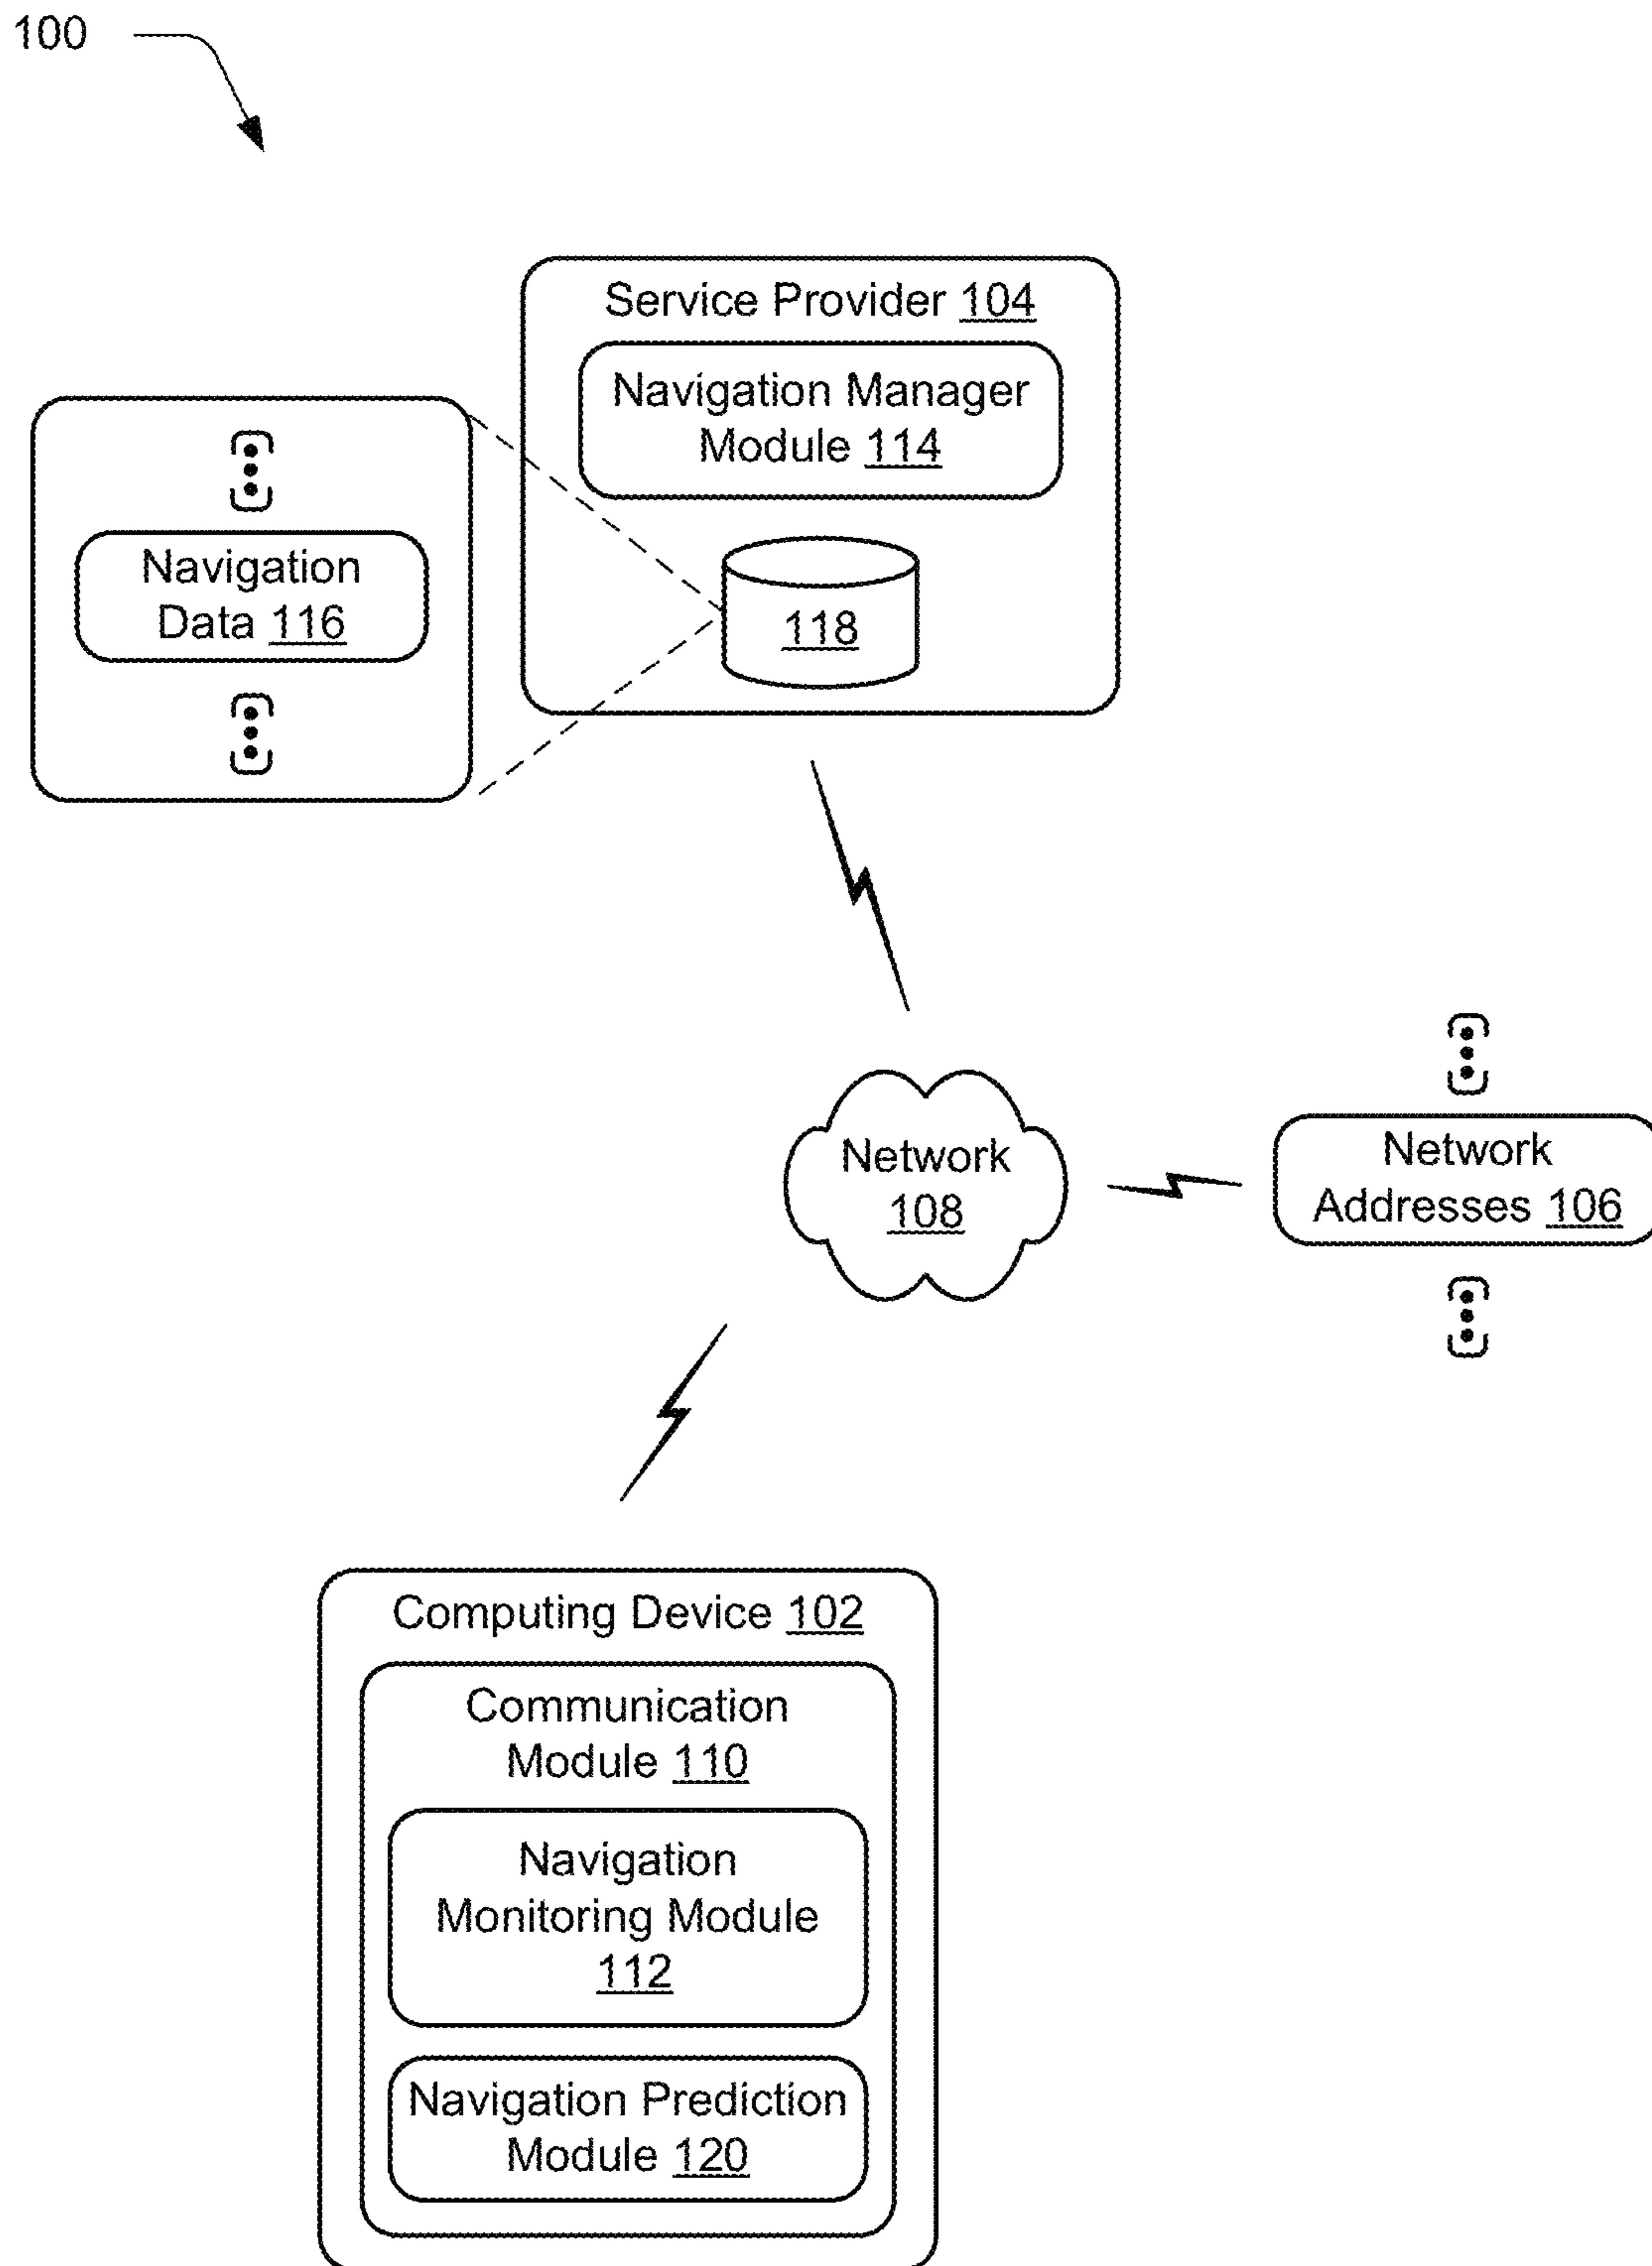 100
Service Provider 104
Navigation Manager
Module 114
Navigation
Data 116
118
Network
108
Network
Addresses 106
Computing Device 102
Communication
Module 110
Navigation
Monitoring Module
112
Navigation Prediction
Module 120